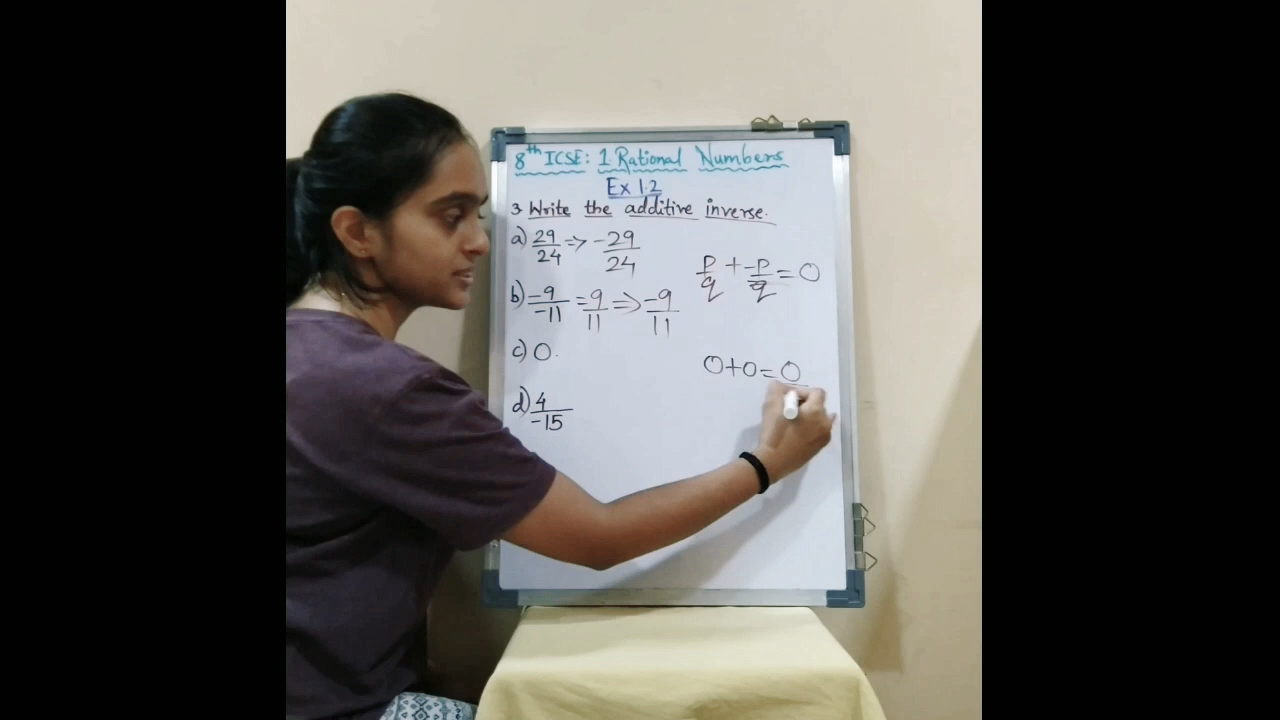 8th ICSE: 1. Rational Numbers
Ex 1.2
3 Write the additive inverse.
a) 29/24 => -29/24
p/q + -p/q = 0
b) -9/-11 = 9/11 => -9/11
c) 0.
0+0=0
d) 4/-15